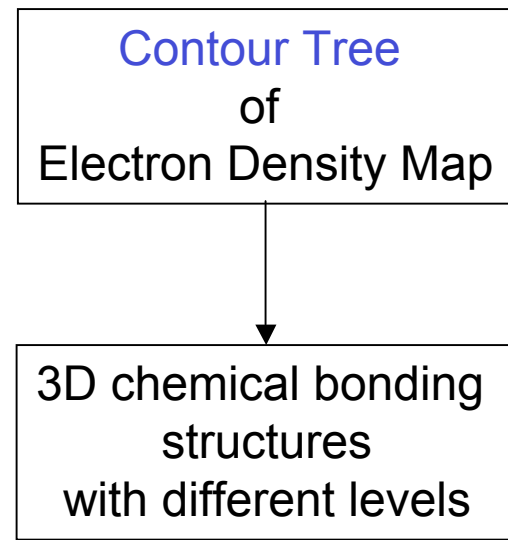 Contour Tree
of
Electron Density Map
3D chemical bonding
structures
with different levels